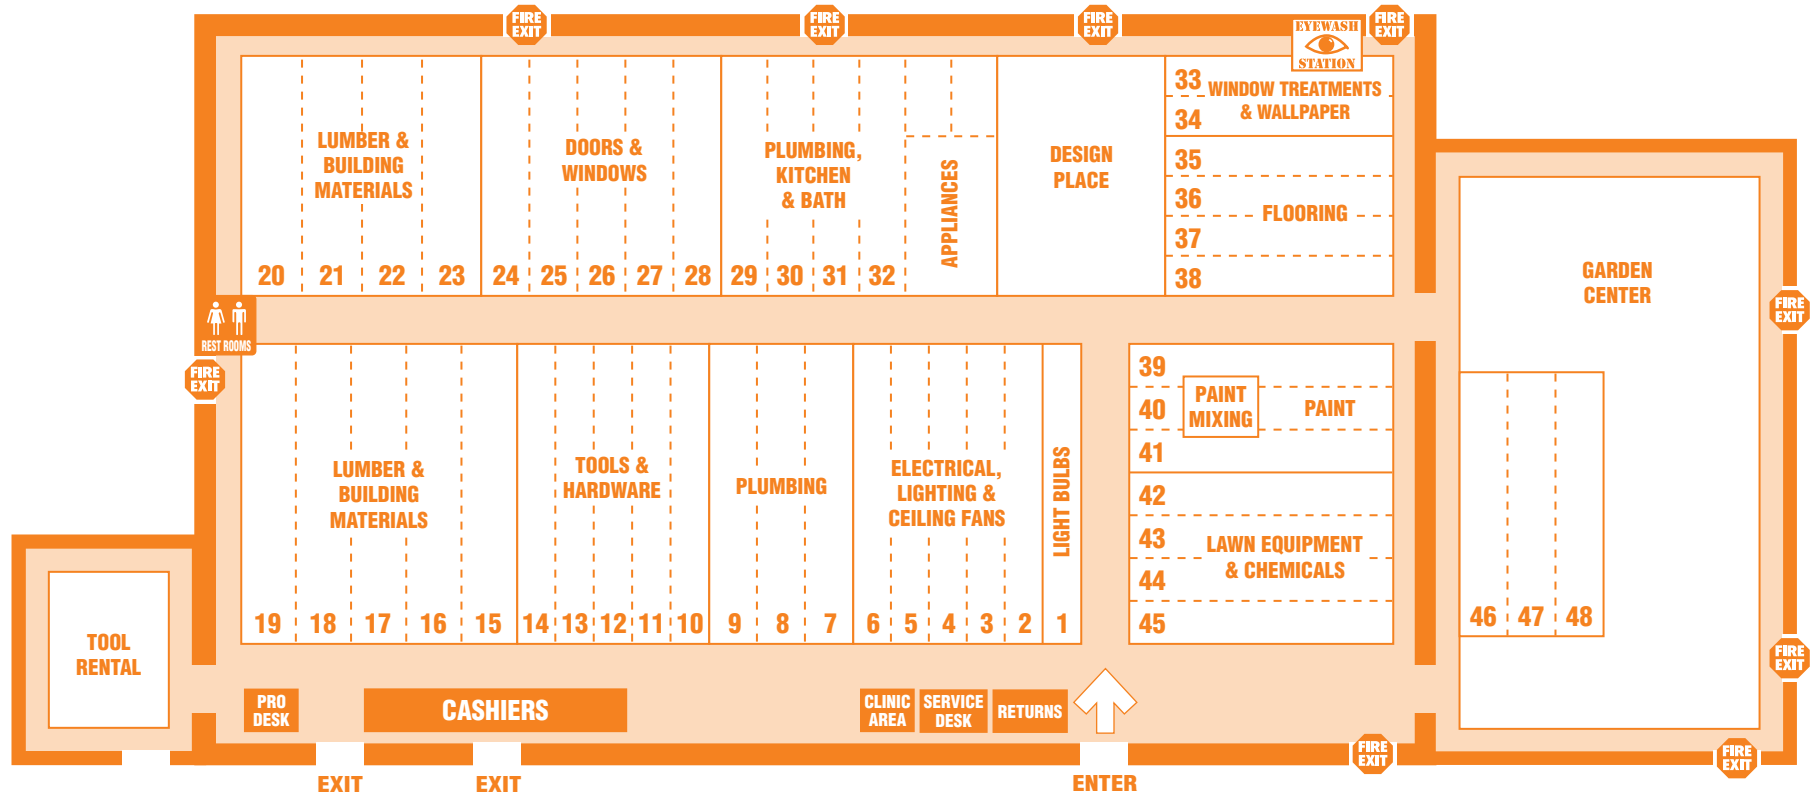 FIRE
EXIT
FIRE
EXIT
FIRE
EXIT
EYEWASH
STATION
FIRE
EXIT
LUMBER &
BUILDING
MATERIALS
20 21 22 23
DOORS &
WINDOWS
24 25 26 27 28
PLUMBING,
KITCHEN
& BATH
29 30 31 32
APPLIANCES
DESIGN
PLACE
33
34
WINDOW TREATMENTS
& WALLPAPER
35
36
37
38
FLOORING
GARDEN
CENTER
FIRE
EXIT
REST ROOMS
FIRE
EXIT
LUMBER &
BUILDING
MATERIALS
19 18 17 16 15
TOOLS &
HARDWARE
14 13 12 11 10
PLUMBING
9 8 7
ELECTRICAL,
LIGHTING &
CEILING FANS
6 5 4 3 2
LIGHT BULBS
1
39
40
41
PAINT
MIXING
PAINT
42
43
44
45
LAWN EQUIPMENT
& CHEMICALS
46 47 48
FIRE
EXIT
TOOL
RENTAL
PRO
DESK
CASHIERS
CLINIC
AREA
SERVICE
DESK
RETURNS
FIRE
EXIT
FIRE
EXIT
EXIT
EXIT
ENTER